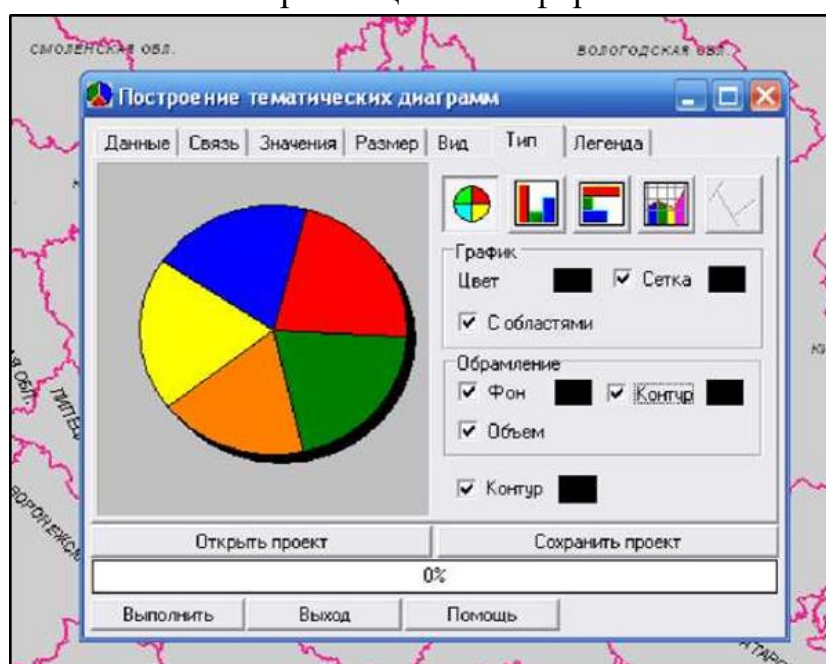 СМОЛЕНСКАЯ ОБЛ.
ВОЛОГОДСКАЯ ОБЛ.
Построение тематических диаграмм
Данные Связь Значения Размер Вид Тип Легенда
График
Цвет Сетка
С областями
Обрамление
Фон Контур
Объем
Контур
Открыть проект Сохранить проект
0%
Выполнить Выход Помощь